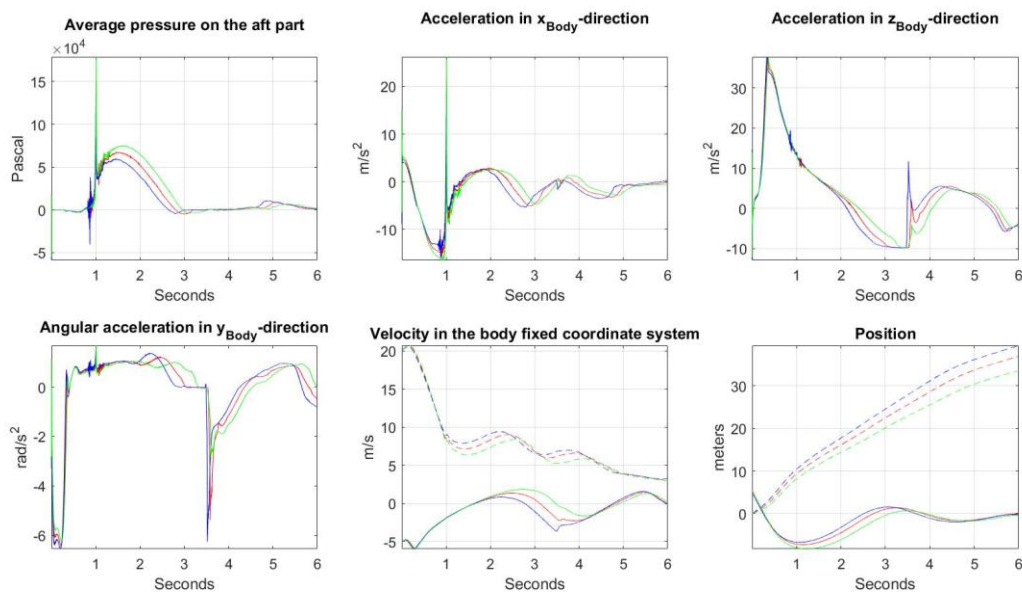 Average pressure on the aft part
×10⁴
15
10
5
0
-5
Pascal
1 2 3 4 5 6
Seconds
Acceleration in x_Body-direction
20
10
0
-10
m/s²
1 2 3 4 5 6
Seconds
Acceleration in z_Body-direction
30
20
10
0
-10
m/s²
1 2 3 4 5 6
Seconds
Angular acceleration in y_Body-direction
0
-2
-4
-6
rad/s²
1 2 3 4 5 6
Seconds
Velocity in the body fixed coordinate system
20
15
10
5
0
-5
m/s
1 2 3 4 5 6
Seconds
Position
30
20
10
0
meters
1 2 3 4 5 6
Seconds